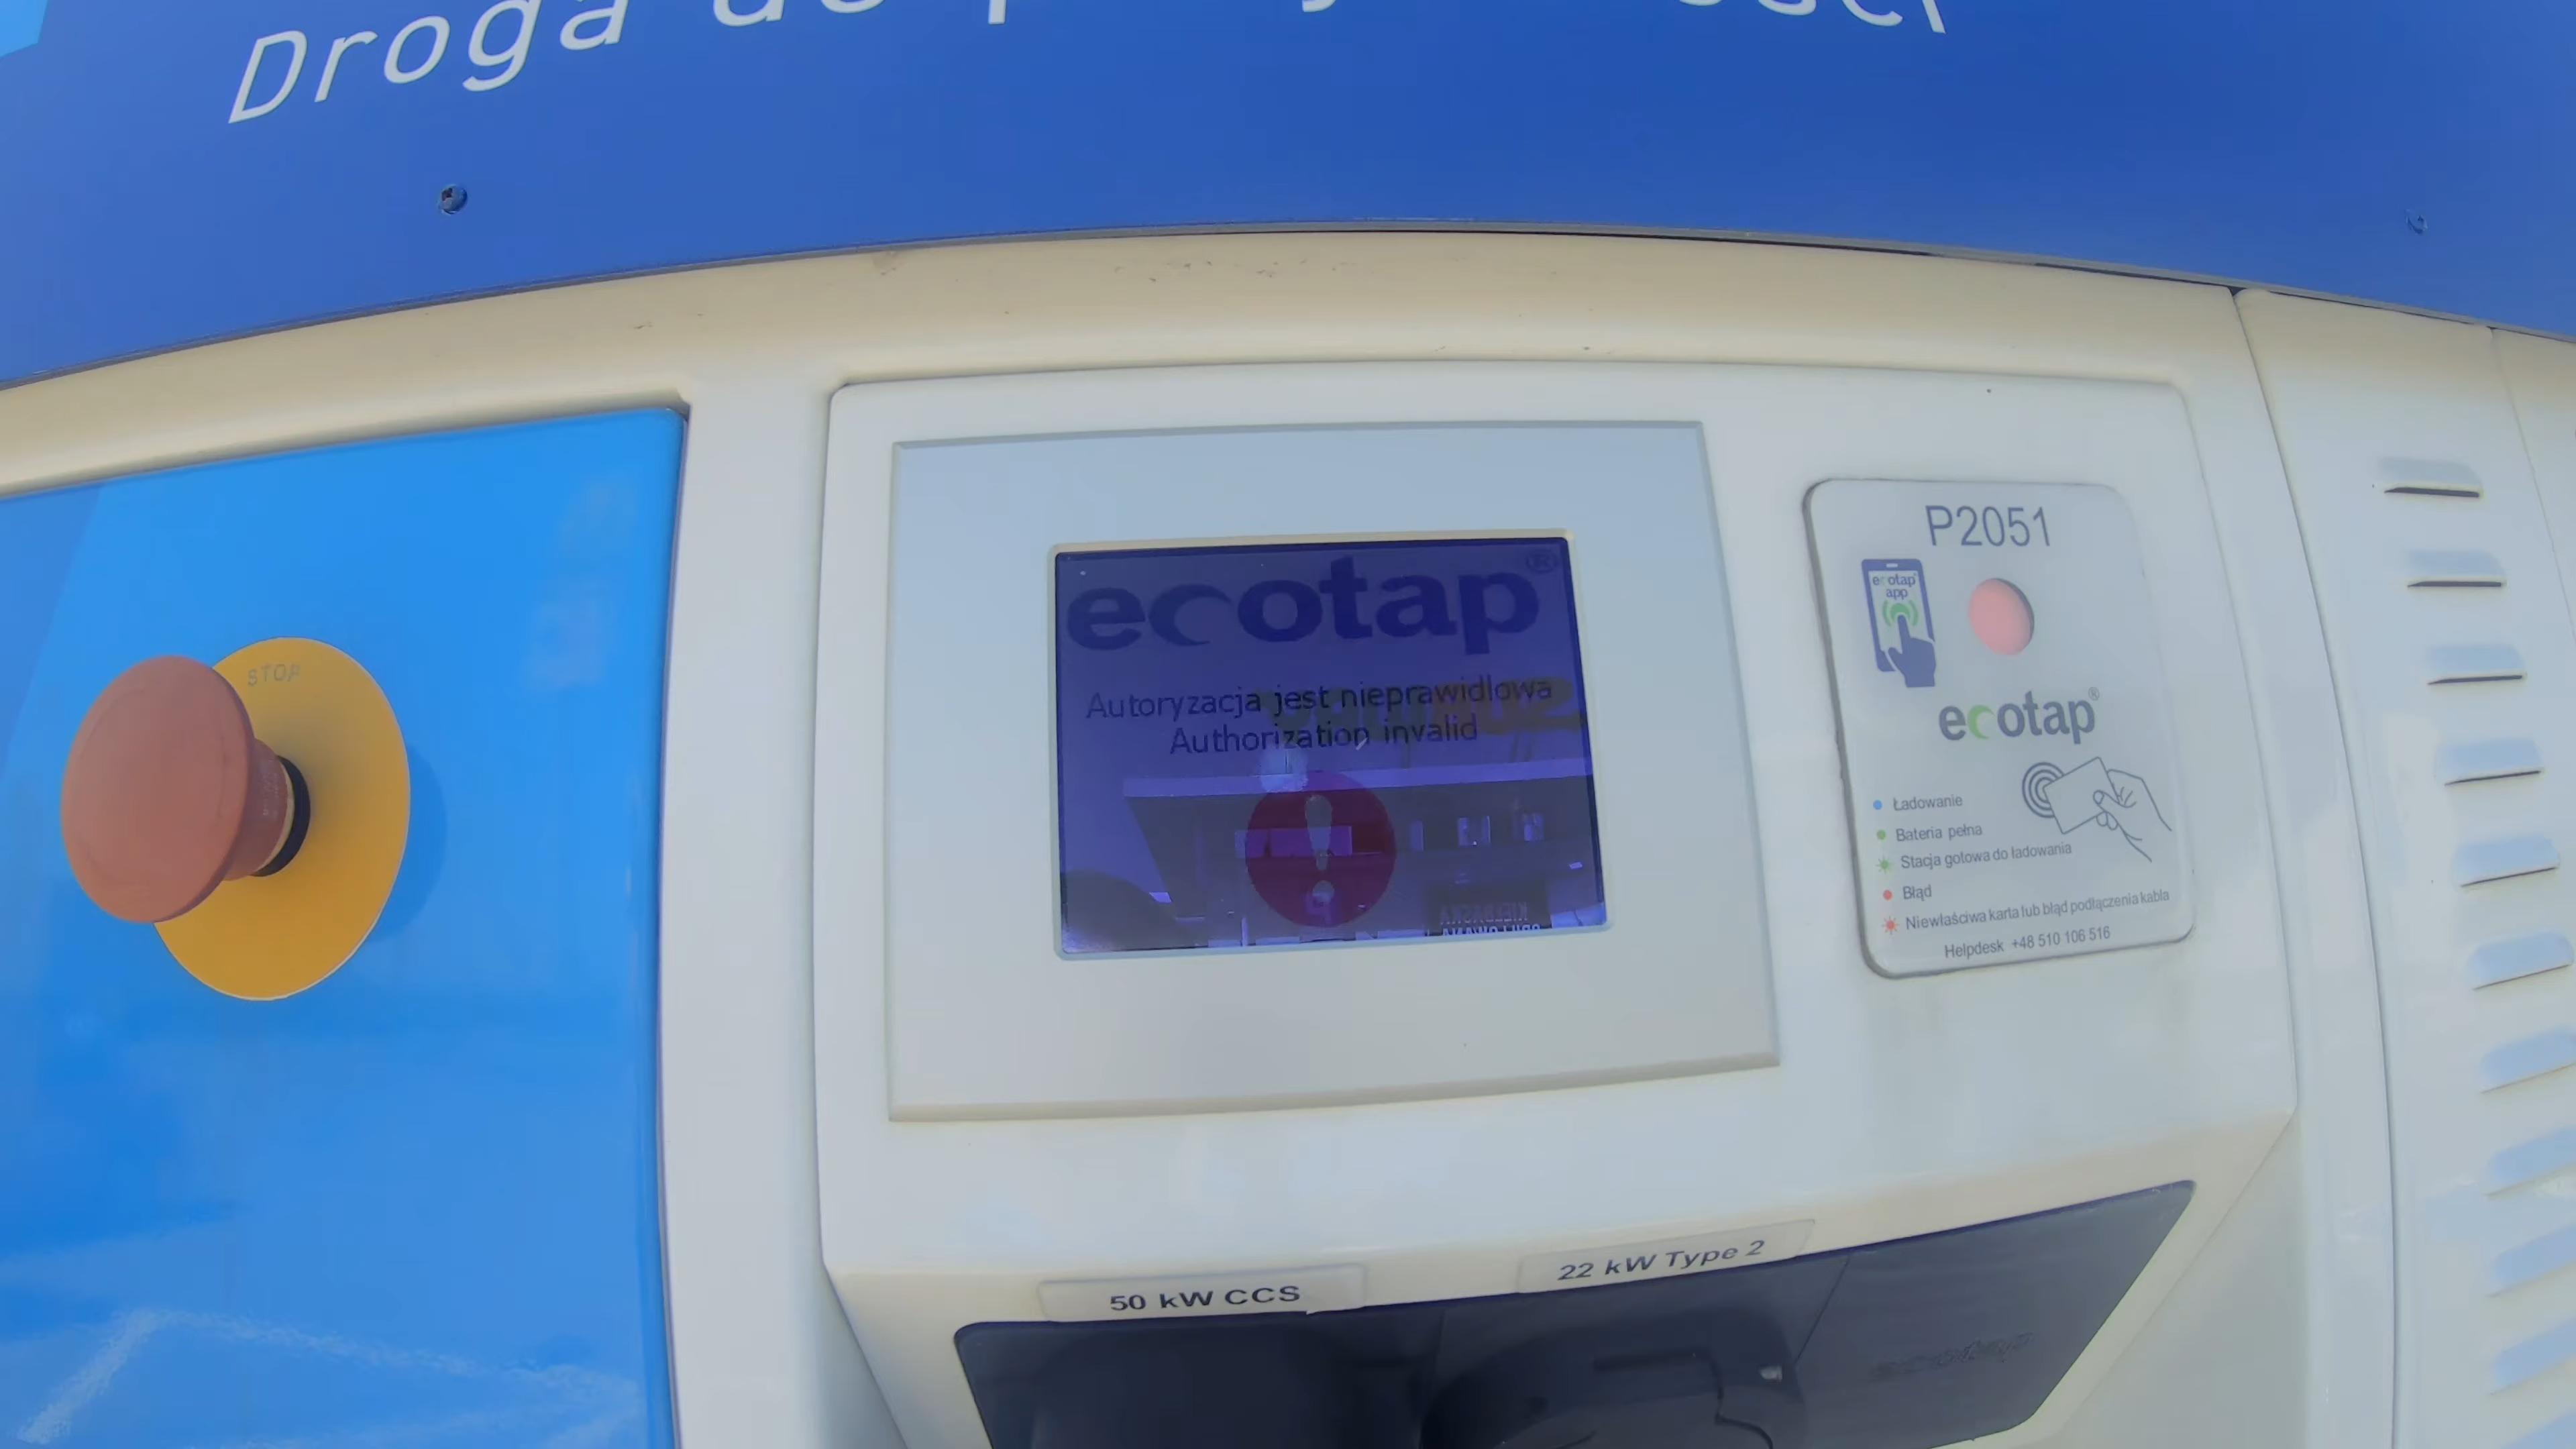 Droga
STOP
ecotap®
Autoryzacja jest nieprawidlowa
Authorization invalid
P2051
ecotap
app
ecotap®
Ładowanie
Bateria pełna
Stacja gotowa do ładowania
Błąd
Niewłaściwa karta lub błąd podłączenia kabla
Helpdesk +48 510 106 516
50 kW CCS
22 kW Type 2
ecotap